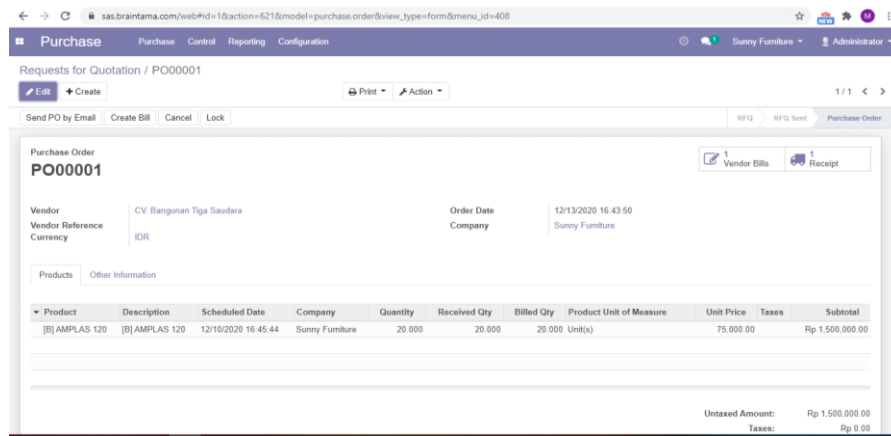 sas.braintama.com/web#id=1&action=621&model=purchase.order&view_type=form&menu_id=408
NEW M
Purchase Purchase Control Reporting Configuration 1 Sunny Furniture Administrator
Requests for Quotation / PO00001
Edit + Create Print Action 1 / 1
Send PO by Email Create Bill Cancel Lock RFQ RFQ Sent Purchase Order
Purchase Order
PO00001
1 Vendor Bills
1 Receipt
Vendor CV. Bangunan Tiga Saudara Order Date 12/13/2020 16:43:50
Vendor Reference Company Sunny Furniture
Currency IDR
Products Other Information
Product Description Scheduled Date Company Quantity Received Qty Billed Qty Product Unit of Measure Unit Price Taxes Subtotal
[B] AMPLAS 120 [B] AMPLAS 120 12/10/2020 16:45:44 Sunny Furniture 20.000 20.000 20.000 Unit(s) 75,000.00 Rp 1,500,000.00
Untaxed Amount: Rp 1,500,000.00
Taxes: Rp 0.00